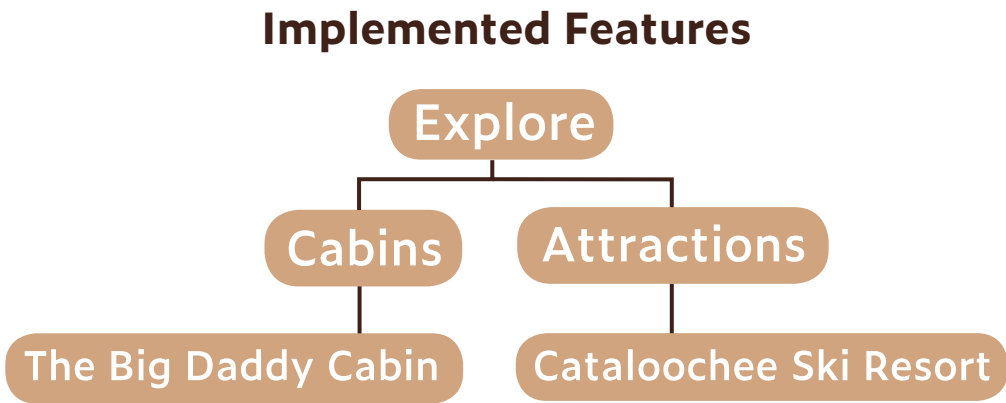 Implemented Features
Explore
Cabins
Attractions
The Big Daddy Cabin
Cataloochee Ski Resort